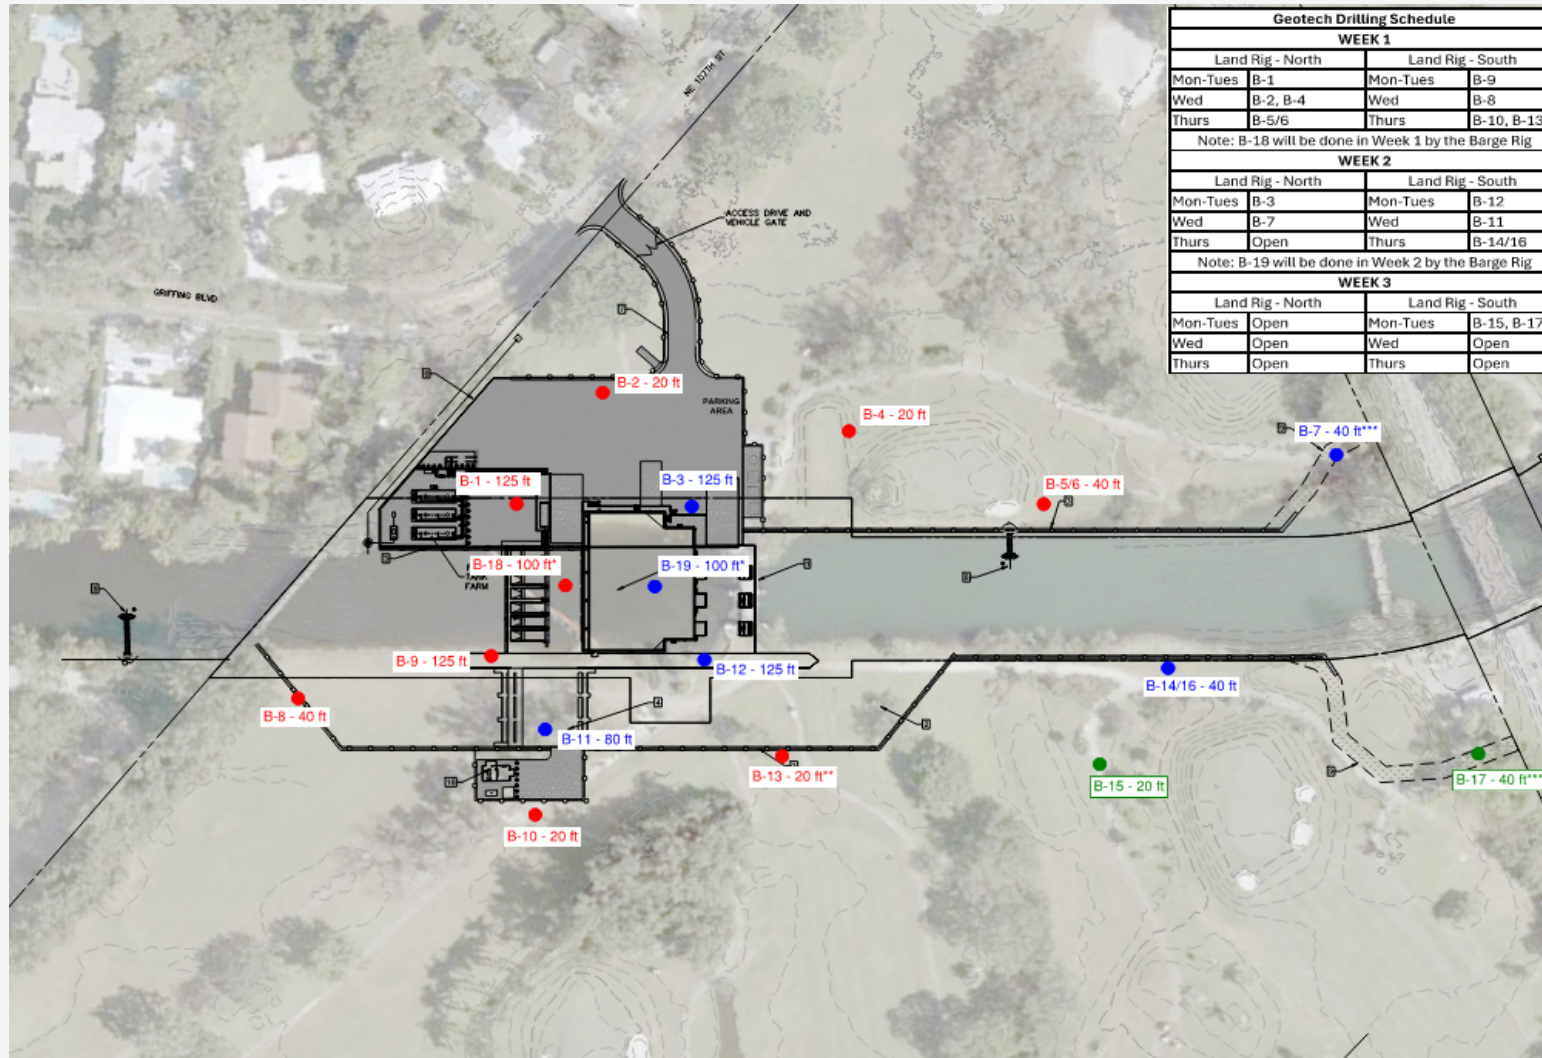 Geotech Drilling Schedule
WEEK 1
Land Rig - North Land Rig - South
Mon-Tues B-1 Mon-Tues B-9
Wed B-2, B-4 Wed B-8
Thurs B-5/6 Thurs B-10, B-13
Note: B-18 will be done in Week 1 by the Barge Rig
WEEK 2
Land Rig - North Land Rig - South
Mon-Tues B-3 Mon-Tues B-12
Wed B-7 Wed B-11
Thurs Open Thurs B-14/16
Note: B-19 will be done in Week 2 by the Barge Rig
WEEK 3
Land Rig - North Land Rig - South
Mon-Tues Open Mon-Tues B-15, B-17
Wed Open Wed Open
Thurs Open Thurs Open
NE 107TH ST
ACCESS DRIVE AND
VEHICLE GATE
GRIFFING BLVD
B-2 - 20 ft
PARKING
AREA
B-4 - 20 ft
B-7 - 40 ft***
B-1 - 125 ft
B-3 - 125 ft
B-5/6 - 40 ft
B-18 - 100 ft*
B-19 - 100 ft*
TANK
FARM
B-9 - 125 ft
B-12 - 125 ft
B-14/16 - 40 ft
B-8 - 40 ft
4
B-11 - 80 ft
B-13 - 20 ft**
B-15 - 20 ft
B-17 - 40 ft***
10
B-10 - 20 ft